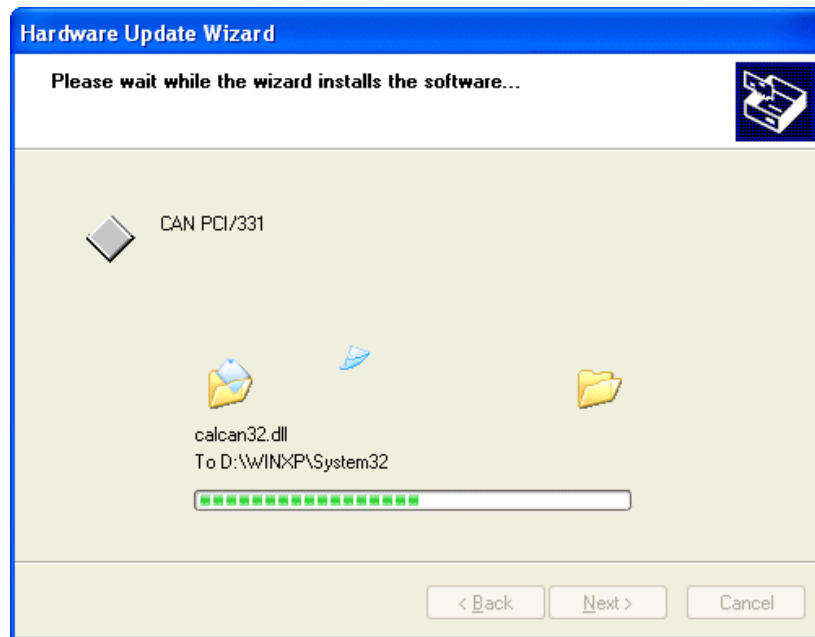 Hardware Update Wizard
Please wait while the wizard installs the software...
CAN PCI/331
calcan32.dll
To D:\WINXP\System32
< Back
Next >
Cancel